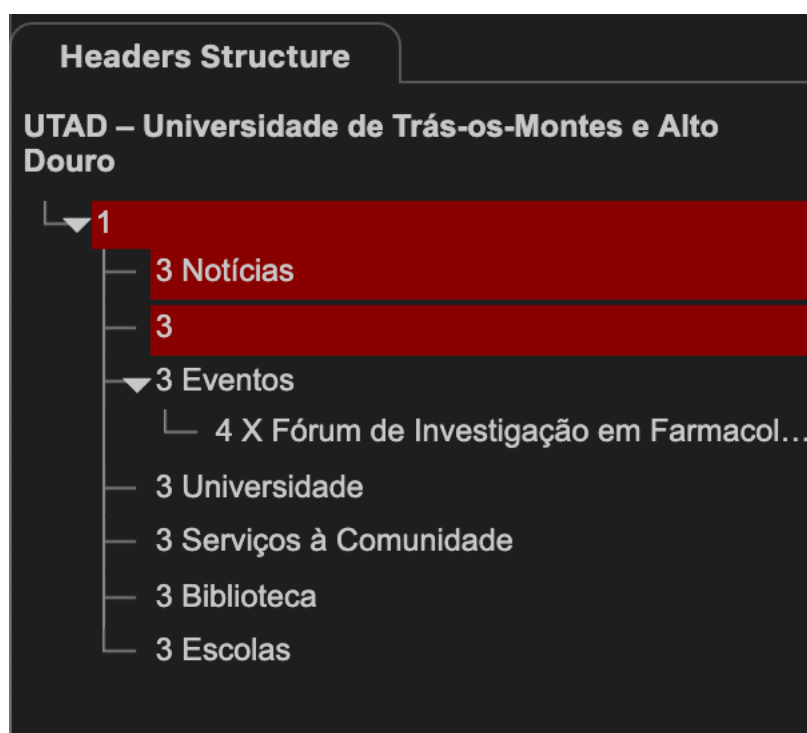 Headers Structure
UTAD – Universidade de Trás-os-Montes e Alto
Douro
1
3 Notícias
3
3 Eventos
4 X Fórum de Investigação em Farmacol...
3 Universidade
3 Serviços à Comunidade
3 Biblioteca
3 Escolas